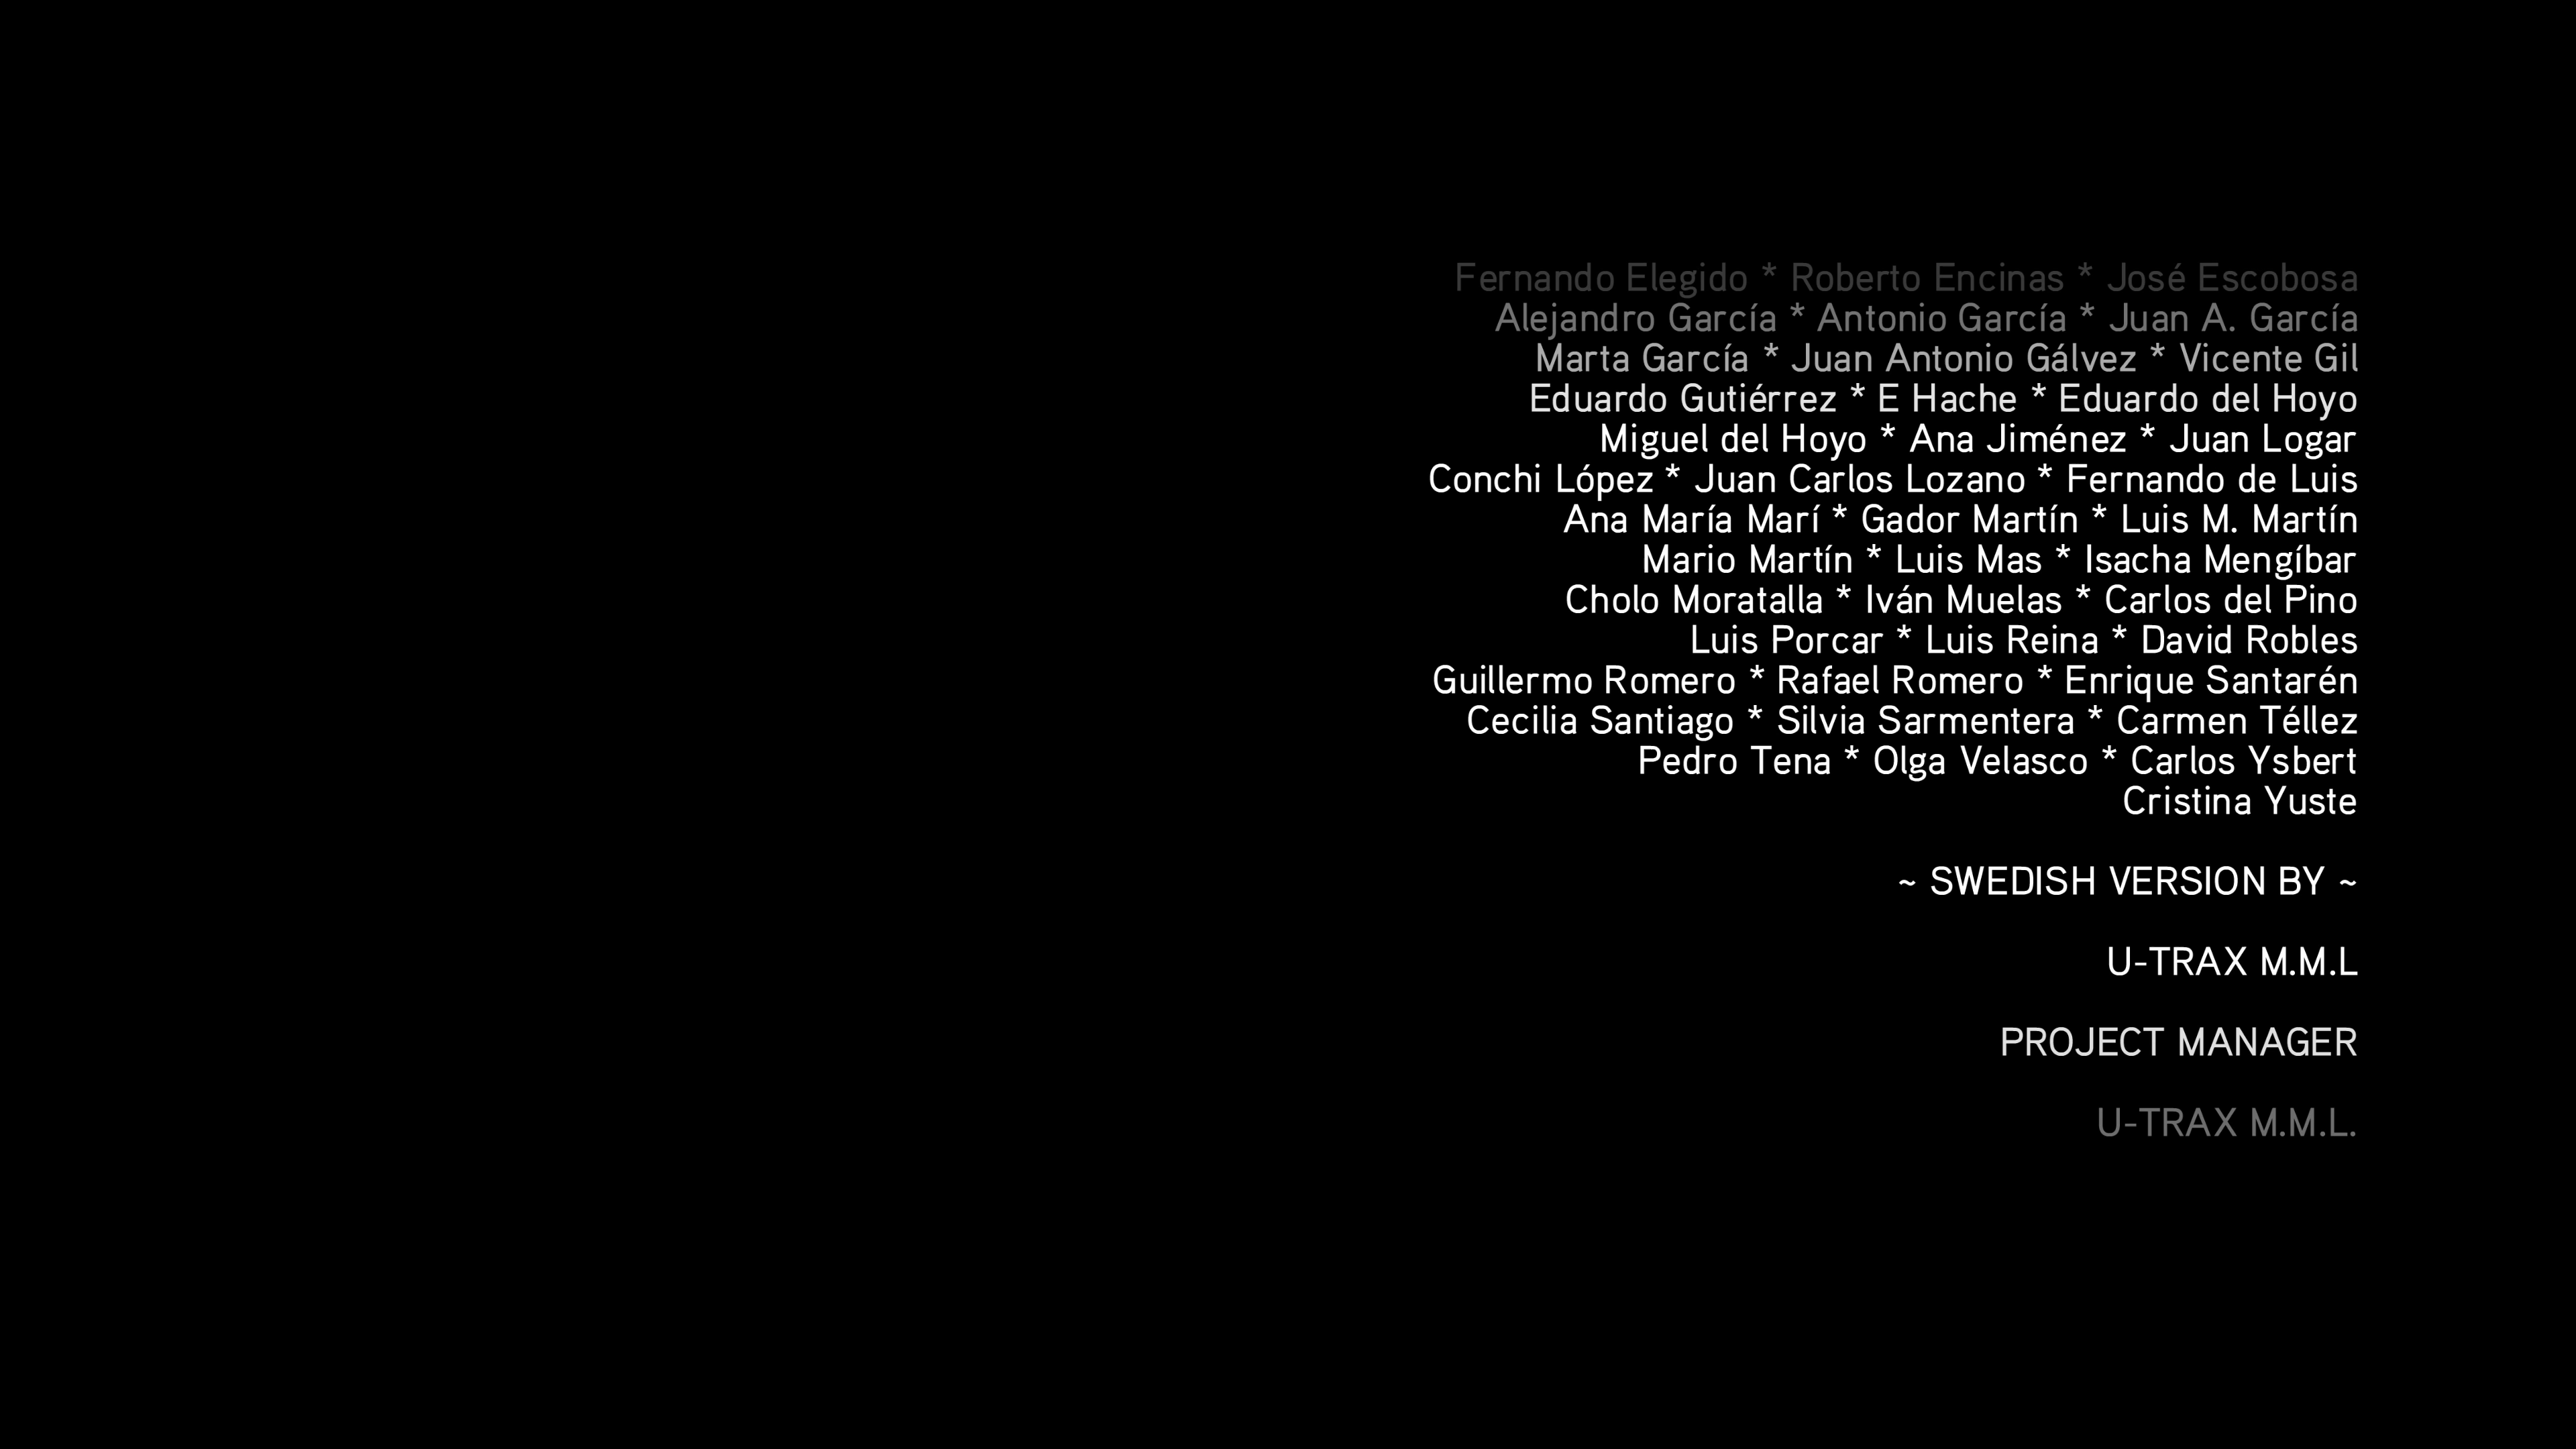 Fernando Elegido * Roberto Encinas * José Escobosa
Alejandro García * Antonio García * Juan A. García
Marta García * Juan Antonio Gálvez * Vicente Gil
Eduardo Gutiérrez * E Hache * Eduardo del Hoyo
Miguel del Hoyo * Ana Jiménez * Juan Logar
Conchi López * Juan Carlos Lozano * Fernando de Luis
Ana María Marí * Gador Martín * Luis M. Martín
Mario Martín * Luis Mas * Isacha Mengíbar
Cholo Moratalla * Iván Muelas * Carlos del Pino
Luis Porcar * Luis Reina * David Robles
Guillermo Romero * Rafael Romero * Enrique Santarén
Cecilia Santiago * Silvia Sarmentera * Carmen Téllez
Pedro Tena * Olga Velasco * Carlos Ysbert
Cristina Yuste
~ SWEDISH VERSION BY ~
U-TRAX M.M.L
PROJECT MANAGER
U-TRAX M.M.L.